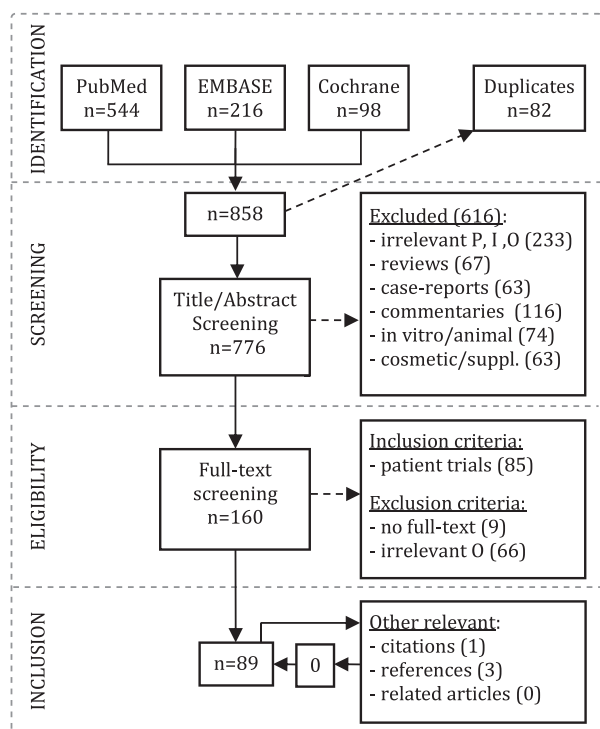 IDENTIFICATION
PubMed
n=544
EMBASE
n=216
Cochrane
n=98
Duplicates
n=82
SCREENING
n=858
Title/Abstract
Screening
n=776
Excluded (616):
- irrelevant P, I ,O (233)
- reviews (67)
- case-reports (63)
- commentaries (116)
- in vitro/animal (74)
- cosmetic/suppl. (63)
ELIGIBILITY
Full-text
screening
n=160
Inclusion criteria:
- patient trials (85)
Exclusion criteria:
- no full-text (9)
- irrelevant O (66)
INCLUSION
n=89
0
Other relevant:
- citations (1)
- references (3)
- related articles (0)